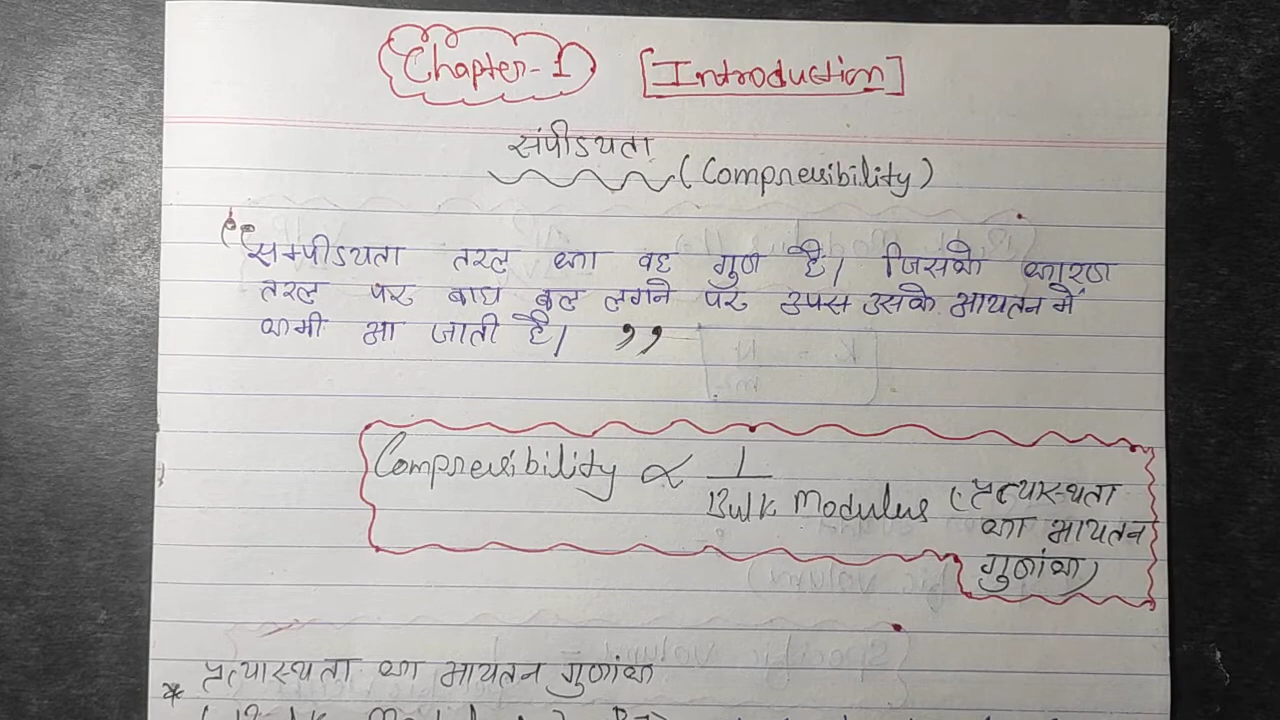 Chapter-1 [Introduction]
संपीड्यता
(Compressibility)
“सम्पीड्यता तरल का वह गुण है। जिसके कारण
तरल पर बाघ बल लगने पर उपस उसके आयतन में
कमी आ जाती है। ”
Compressibility ∝ 1
Bulk Modulus (प्रत्यास्थता
का आयतन
गुणांक)
* प्रत्यास्थता का आयतन गुणांक